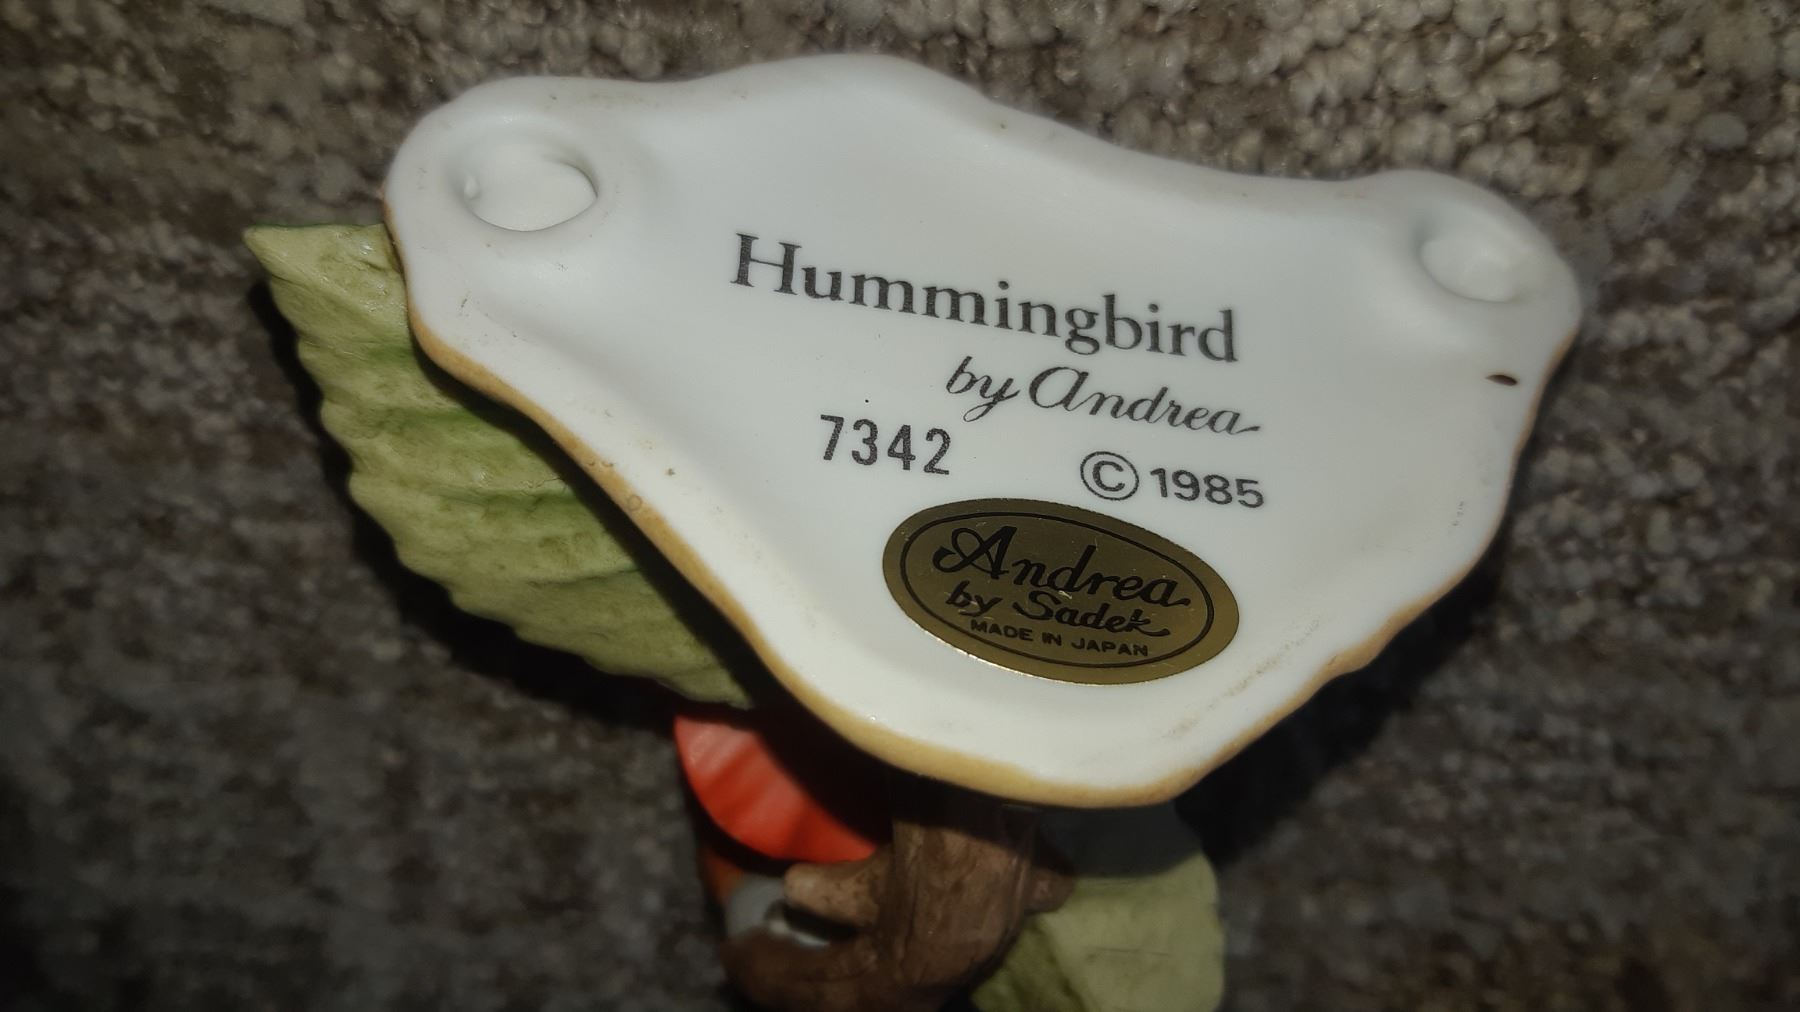 Hummingbird
by Andrea
7342 © 1985
Andrea
by Sadek
MADE IN JAPAN